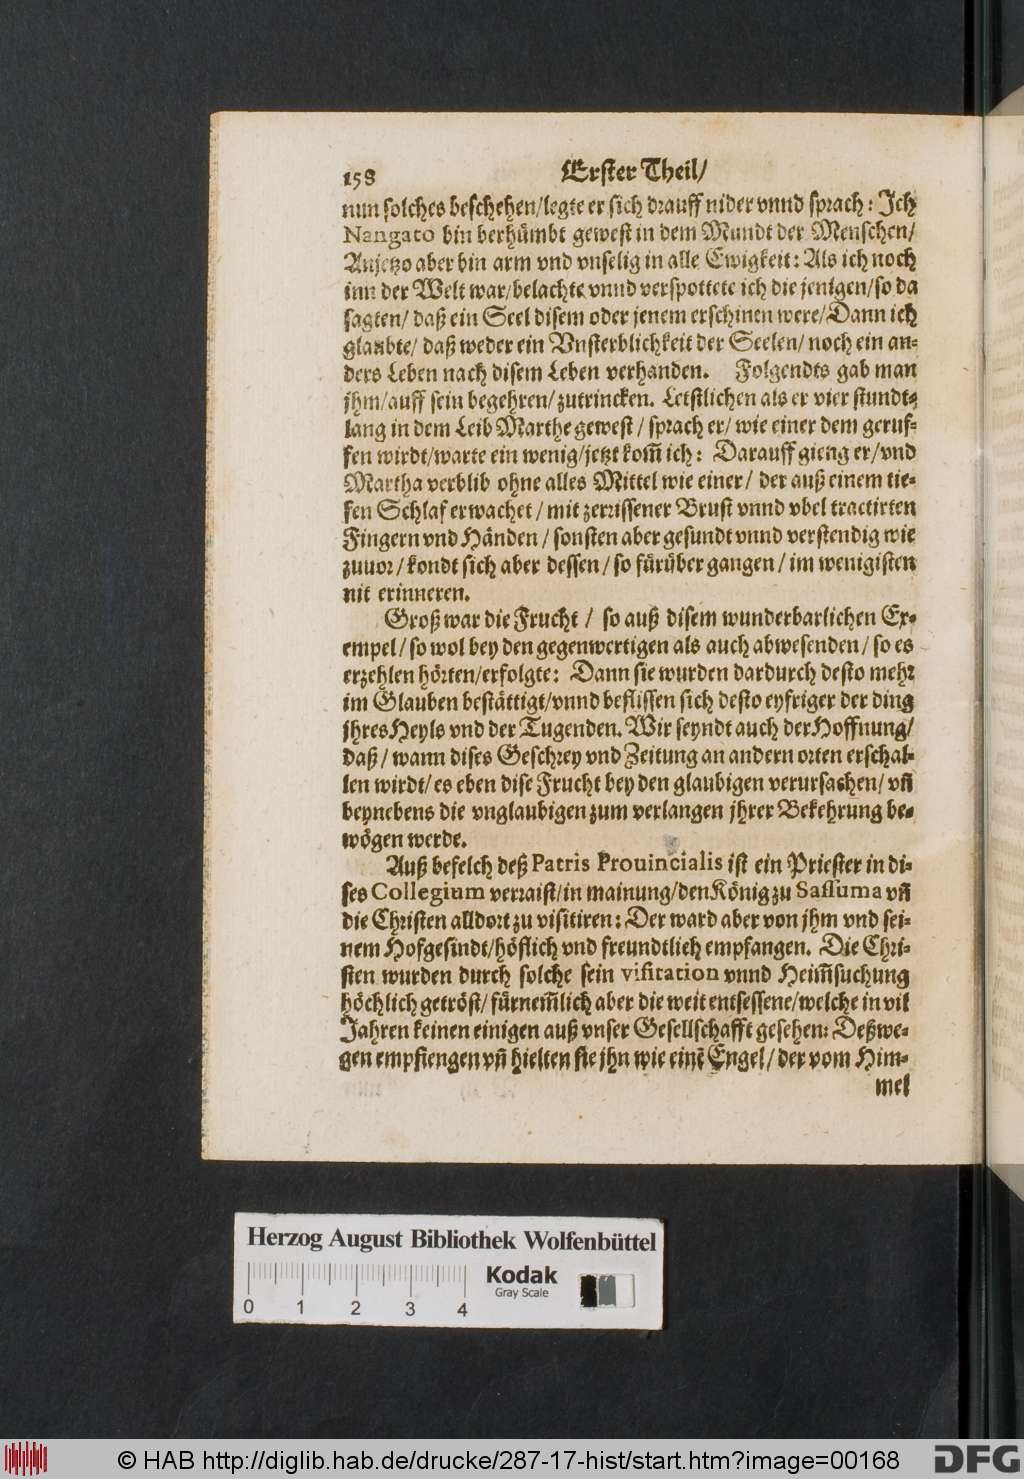 158 Erster Theil/
nun solches beschehen/legte er sich drauff nider vnnd sprach: Ich
Nangato bin berhümbt gewest in dem Mundt der Menschen/
Anjetzo aber bin arm vnd vnselig in alle Ewigkeit: Als ich noch
inn der Welt war/belachte vnnd verspottete ich die jenigen/so da
sagten/ daß ein Seel disem oder jenem erschinen were/Dann ich
glaubte/ daß weder ein Vnsterblichkeit der Seelen/ noch ein an-
ders Leben nach disem Leben verhanden. Folgendts gab man
jhm/auff sein begehren/zutrincken. Letstlichen als er vier stundt-
lang in dem Leib Marthe gewest / sprach er/ wie einer dem geruf-
fen wirdt/warte ein wenig/jetzt kom̃ ich: Darauff gieng er/vnd
Martha verblib ohne alles Mittel wie einer/ der auß einem tie-
fen Schlaf erwachet / mit zerrissener Brust vnnd vbel tractirten
Fingern vnd Händen / sonsten aber gesundt vnnd verstendig wie
zuuor/ kondt sich aber dessen / so fürüber gangen / im wenigisten
nit erinneren.
Groß war die Frucht / so auß disem wunderbarlichen Ex-
empel/ so wol bey den gegenwertigen als auch abwesenden/ so es
erzehlen hörten/erfolgte: Dann sie wurden dardurch desto mehr
im Glauben bestättigt/vnnd beflissen sich desto eyfriger der ding
jhres Heyls vnd der Tugenden. Wir seyndt auch der Hoffnung/
daß / wann dises Geschrey vnd Zeitung an andern orten erschal-
len wirdt/ es eben dise Frucht bey den glaubigen verursachen/ vñ
beynebens die vnglaubigen zum verlangen jhrer Bekehrung be-
wögen werde.
Auß befelch deß Patris Prouincialis ist ein Priester in di-
ses Collegium verraist/in mainung/den König zu Sassuma vñ
die Christen alldort zu visitiren: Der ward aber von jhm vnd sei-
nem Hofgesindt/höflich vnd freundtlich empfangen. Die Chri-
sten wurden durch solche sein visitation vnnd Heim̃suchung
höchlich getröst/ fürnem̃lich aber die weit entsessene/welche in vil
Jahren keinen einigen auß vnser Gesellschafft gesehen: Deßwe-
gen empfiengen vñ hielten sie jhn wie einẽ Engel/ der vom Him-
mel
Herzog August Bibliothek Wolfenbüttel
0 1 2 3 4
Kodak
Gray Scale
© HAB http://diglib.hab.de/drucke/287-17-hist/start.htm?image=00168
DFG